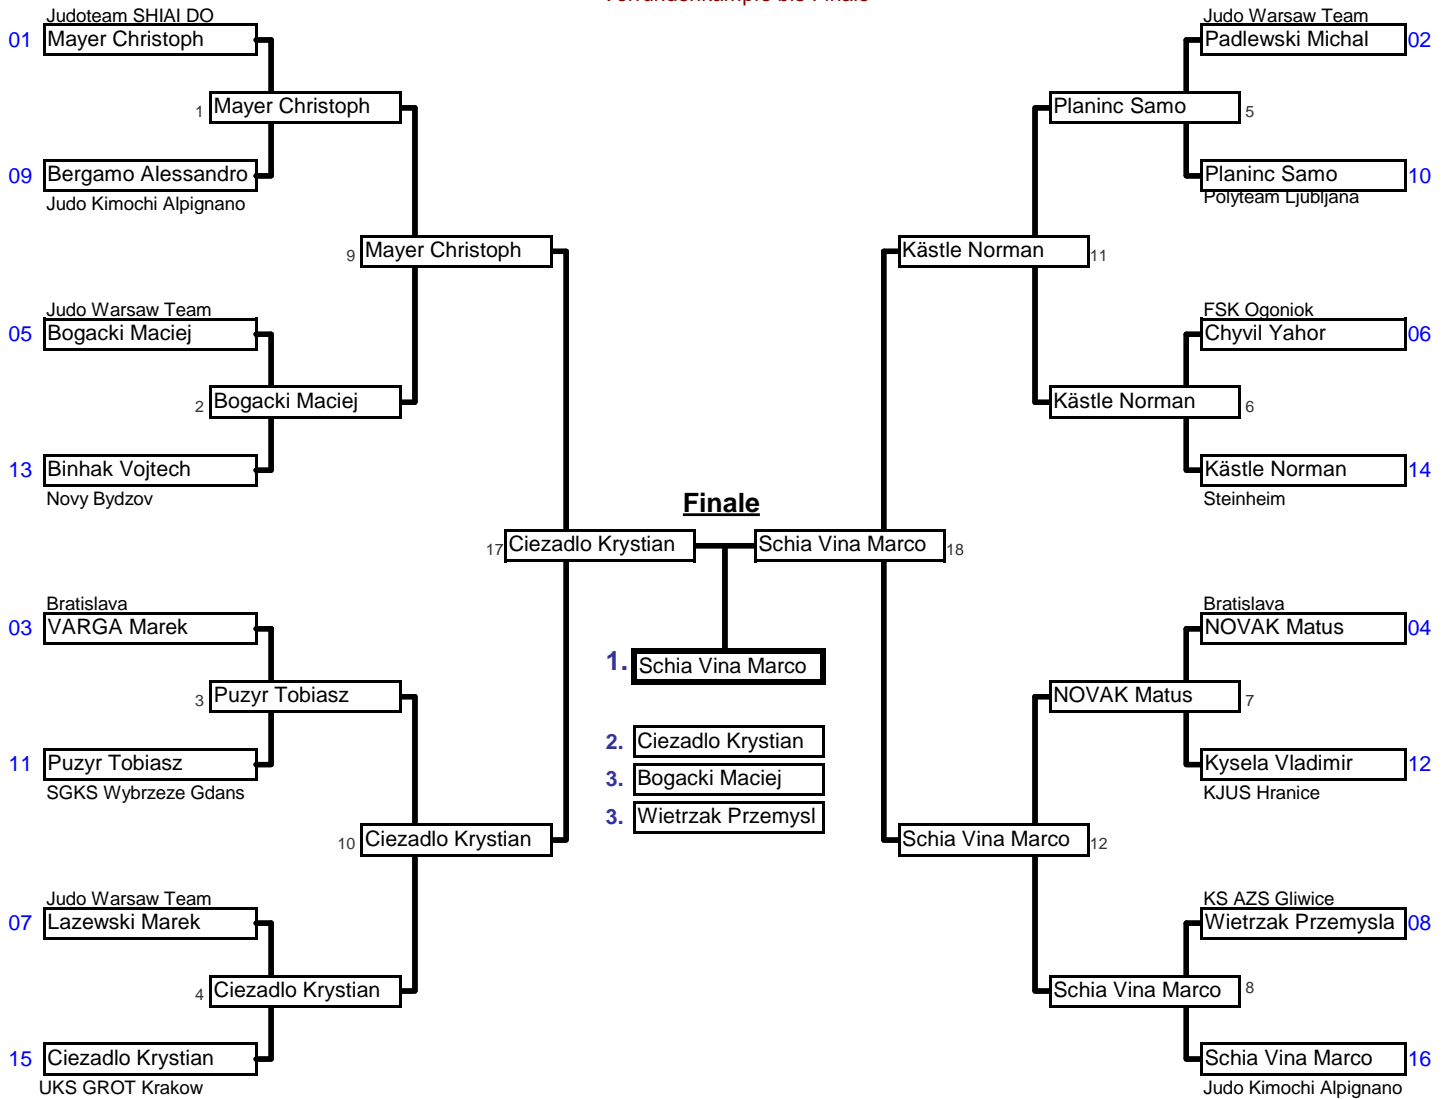 Vorrundenkämpfe bis Finale
Judoteam SHIAI DO
01 Mayer Christoph
1 Mayer Christoph
09 Bergamo Alessandro
Judo Kimochi Alpignano
9 Mayer Christoph
Judo Warsaw Team
05 Bogacki Maciej
2 Bogacki Maciej
13 Binhak Vojtech
Novy Bydzov
17 Ciezadlo Krystian
Bratislava
03 VARGA Marek
3 Puzyr Tobiasz
11 Puzyr Tobiasz
SGKS Wybrzeze Gdans
10 Ciezadlo Krystian
Judo Warsaw Team
07 Lazewski Marek
4 Ciezadlo Krystian
15 Ciezadlo Krystian
UKS GROT Krakow
Finale
1. Schia Vina Marco
2. Ciezadlo Krystian
3. Bogacki Maciej
3. Wietrzak Przemysl
Judo Warsaw Team
Padlewski Michal 02
Planinc Samo 5
Planinc Samo 10
Polyteam Ljubljana
Kästle Norman 11
FSK Ogoniok
Chyvil Yahor 06
Kästle Norman 6
Kästle Norman 14
Steinheim
Schia Vina Marco 18
Bratislava
NOVAK Matus 04
NOVAK Matus 7
Kysela Vladimir 12
KJUS Hranice
Schia Vina Marco 12
KS AZS Gliwice
Wietrzak Przemysla 08
Schia Vina Marco 8
Schia Vina Marco 16
Judo Kimochi Alpignano